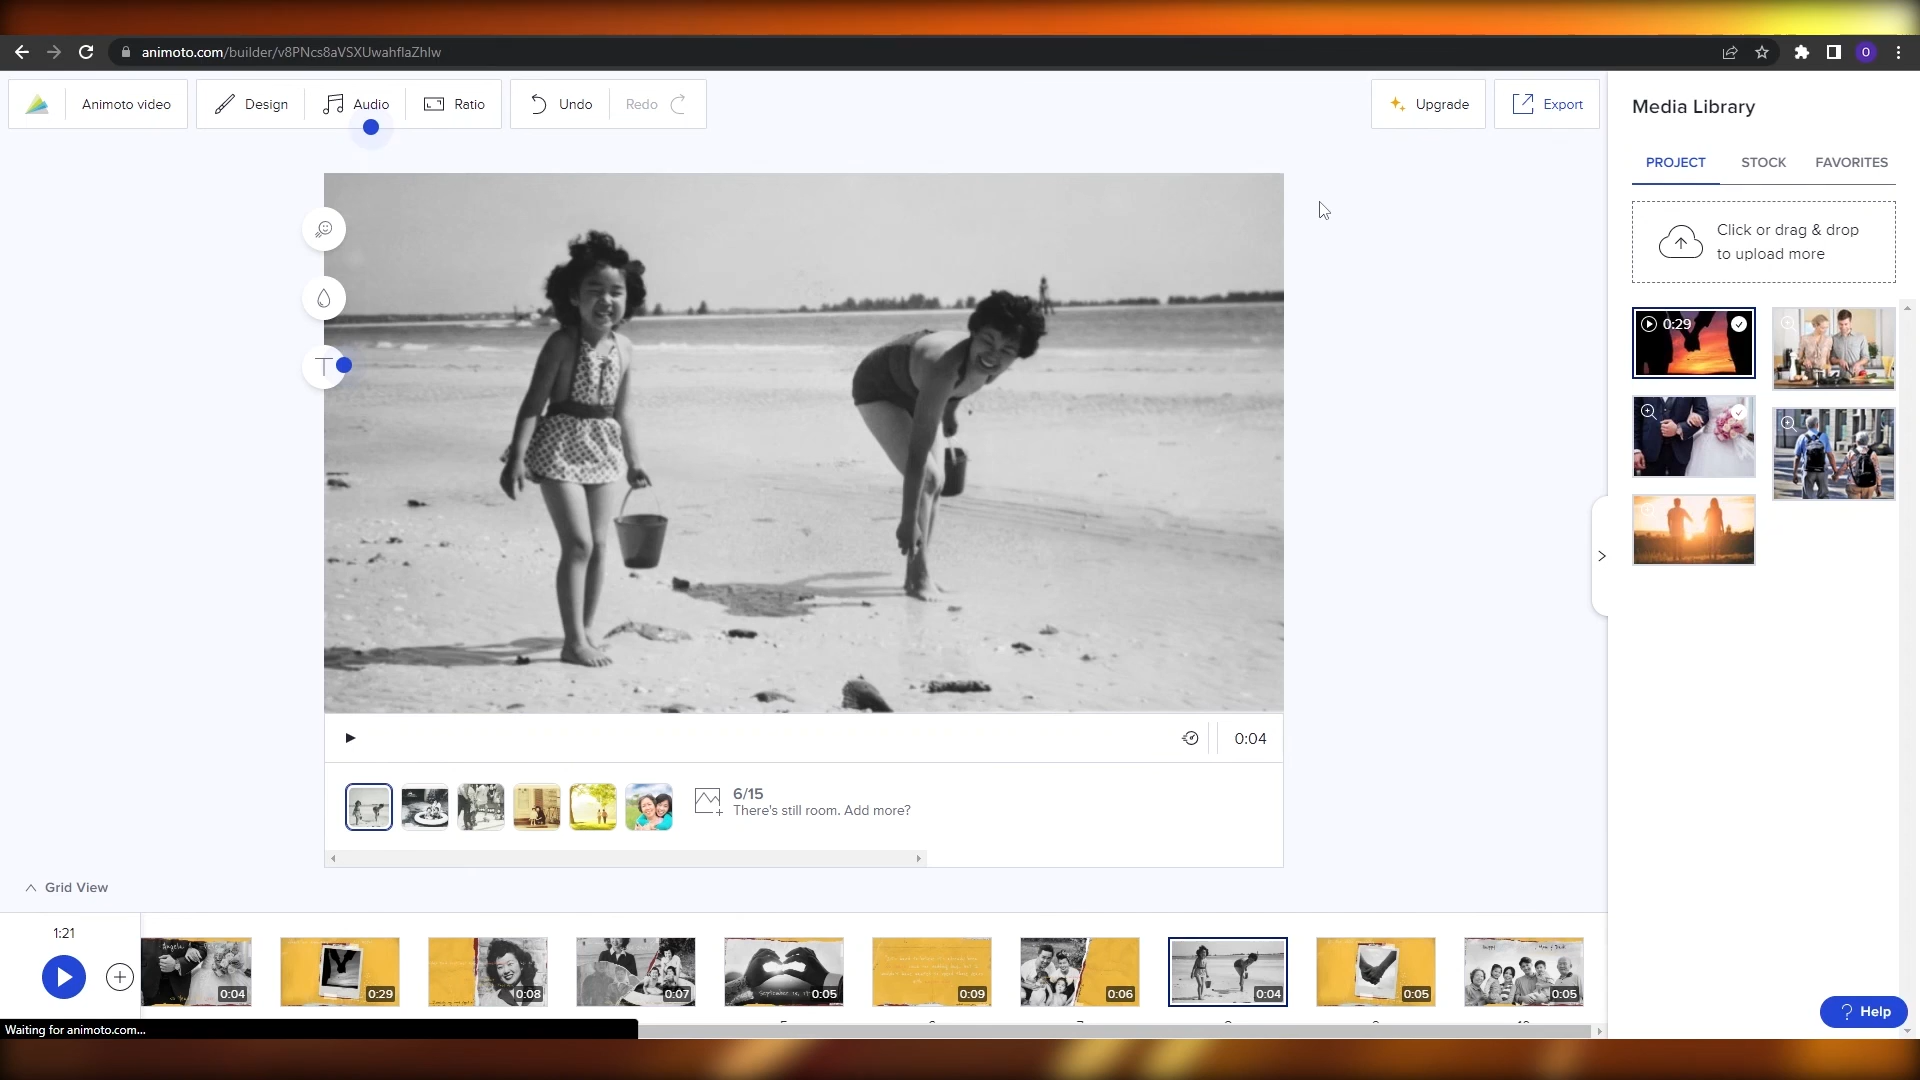 animoto.com/builder/v8PNcs8aVSXUwahflaZhlw
O
Animoto video
Design
Audio
Ratio
Undo
Redo
Upgrade
Export
Media Library
PROJECT
STOCK
FAVORITES
Click or drag & drop
to upload more
0:29
T
0:04
6/15
There's still room. Add more?
Grid View
1:21
0:04
0:29
0:08
0:07
0:05
0:09
0:06
0:04
0:05
0:05
? Help
Waiting for animoto.com...